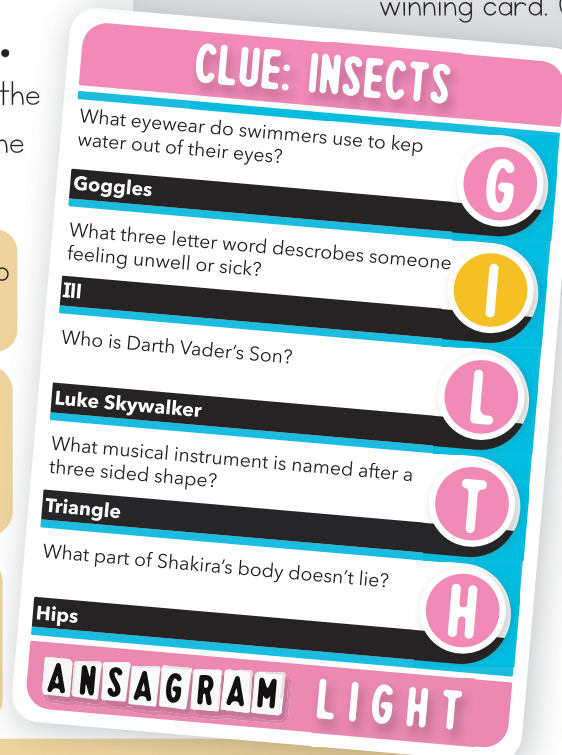 winning card.
the
CLUE: INSECTS
What eyewear do swimmers use to kep
water out of their eyes?
G
Goggles
What three letter word descrobes someone
feeling unwell or sick?
I
Ill
Who is Darth Vader's Son?
L
Luke Skywalker
What musical instrument is named after a
three sided shape?
T
Triangle
What part of Shakira's body doesn't lie?
H
Hips
ANSAGRAM LIGHT